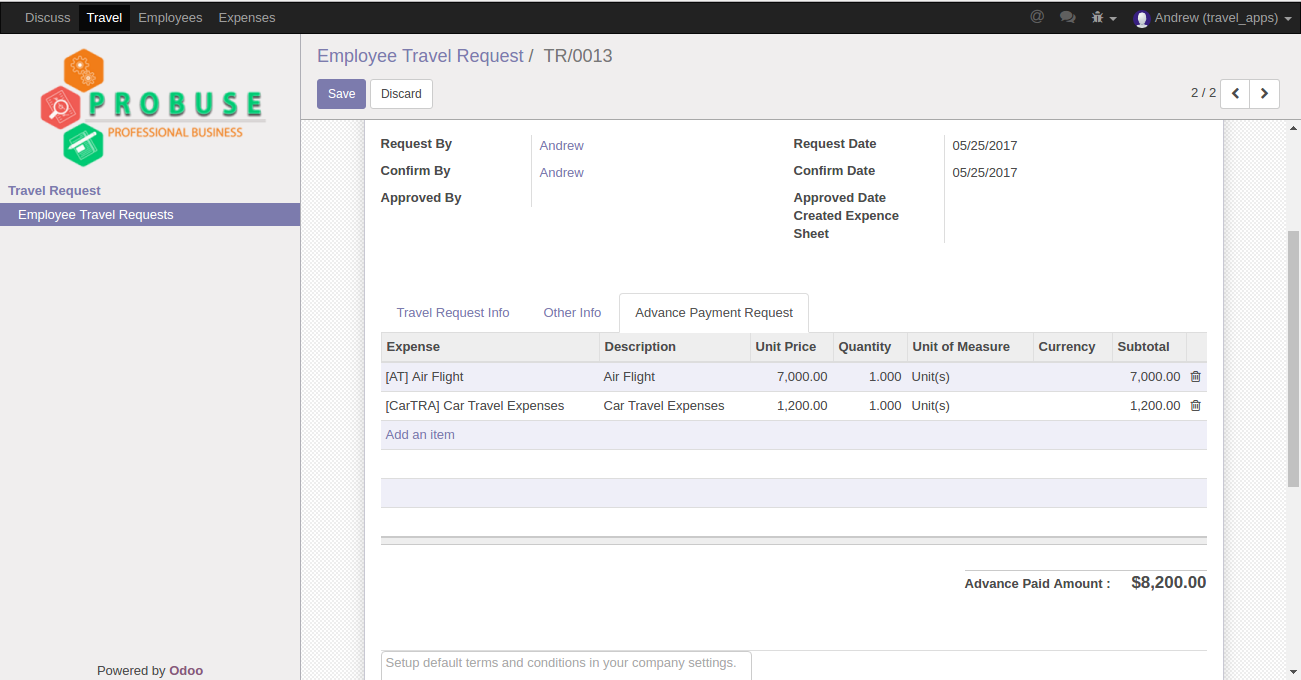 Discuss Travel Employees Expenses @ Andrew (travel_apps)
PROBUSE
PROFESSIONAL BUSINESS
Travel Request
Employee Travel Requests
Powered by Odoo
Employee Travel Request / TR/0013
Save Discard 2 / 2
Request By Andrew Request Date 05/25/2017
Confirm By Andrew Confirm Date 05/25/2017
Approved By Approved Date
Created Expence
Sheet
Travel Request Info Other Info Advance Payment Request
Expense Description Unit Price Quantity Unit of Measure Currency Subtotal
[AT] Air Flight Air Flight 7,000.00 1.000 Unit(s) 7,000.00
[CarTRA] Car Travel Expenses Car Travel Expenses 1,200.00 1.000 Unit(s) 1,200.00
Add an item
Advance Paid Amount : $8,200.00
Setup default terms and conditions in your company settings.